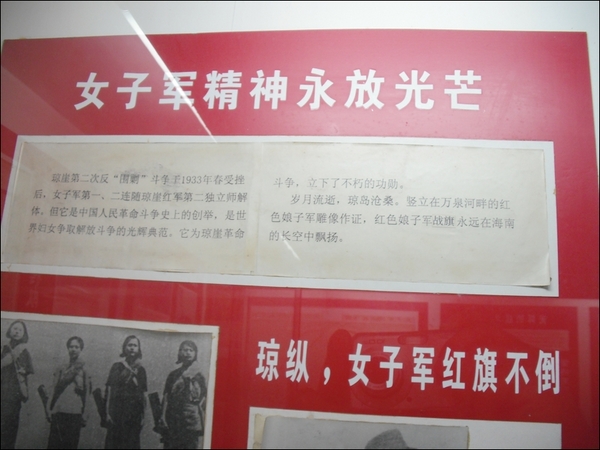 女子军精神永放光芒
琼崖第二次反“围剿”斗争于1933年春受挫
后，女子军第一、二连随琼崖红军第二独立师解
体。但它是中国人民革命斗争史上的创举，是世
界妇女争取解放斗争的光辉典范。它为琼崖革命
斗争，立下了不朽的功勋。
岁月流逝，琼岛沧桑。竖立在万泉河畔的红
色娘子军雕像作证，红色娘子军战旗永远在海南
的长空中飘扬。
琼纵，女子军红旗不倒